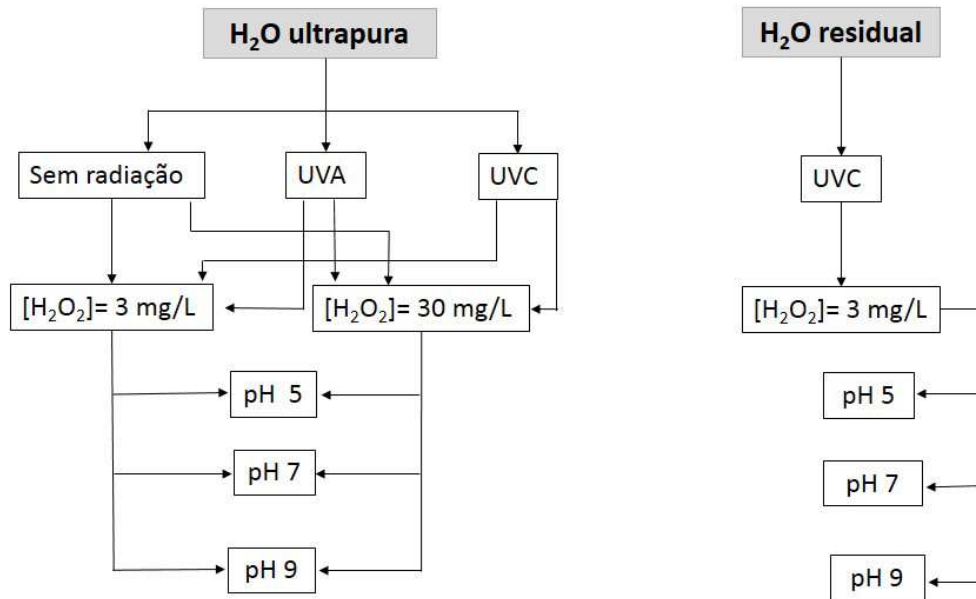 H₂O ultrapura
Sem radiação
UVA
UVC
[H₂O₂]= 3 mg/L
[H₂O₂]= 30 mg/L
pH 5
pH 7
pH 9
H₂O residual
UVC
[H₂O₂]= 3 mg/L
pH 5
pH 7
pH 9